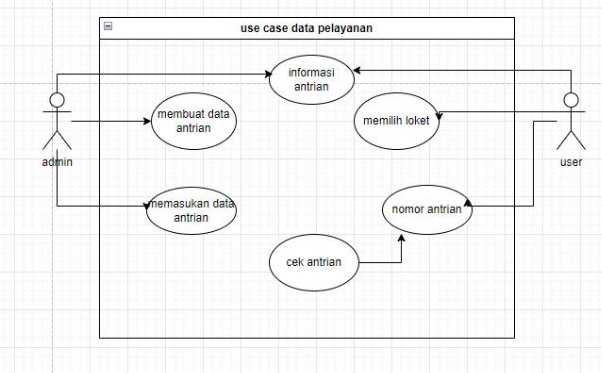 use case data pelayanan
informasi
antrian
membuat data
antrian
memilih loket
admin
user
memasukan data
antrian
nomor antrian
cek antrian